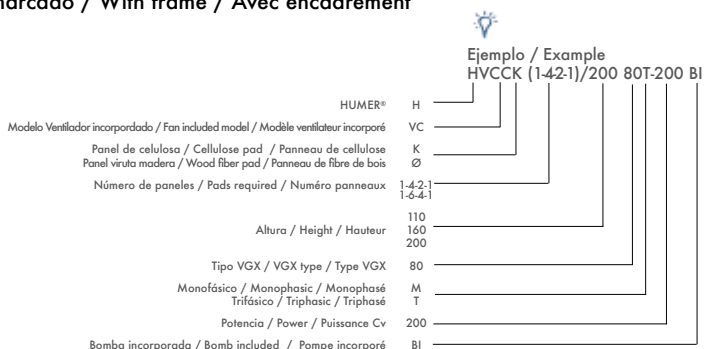 marcado / With frame / Avec encadrement
Ejemplo / Example
HVCCK (1-4-2-1)/200 80T-200 BI
HUMER® H
Modelo Ventilador incorpordado / Fan included model / Modèle ventilateur incorporé VC
Panel de celulosa / Cellulose pad / Panneau de cellulose K
Panel viruta madera / Wood fiber pad / Panneau de fibre de bois Ø
Número de paneles / Pads required / Numéro panneaux 1-4-2-1
1-6-4-1
110
Altura / Height / Hauteur 160
200
Tipo VGX / VGX type / Type VGX 80
Monofásico / Monophasic / Monophasé M
Trifásico / Triphasic / Triphasé T
Potencia / Power / Puissance Cv 200
Bomba incorporada / Bomb included / Pompe incorporé BI